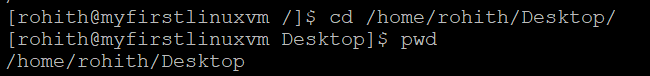 [rohith@myfirstlinuxvm /]$ cd /home/rohith/Desktop/
[rohith@myfirstlinuxvm Desktop]$ pwd
/home/rohith/Desktop